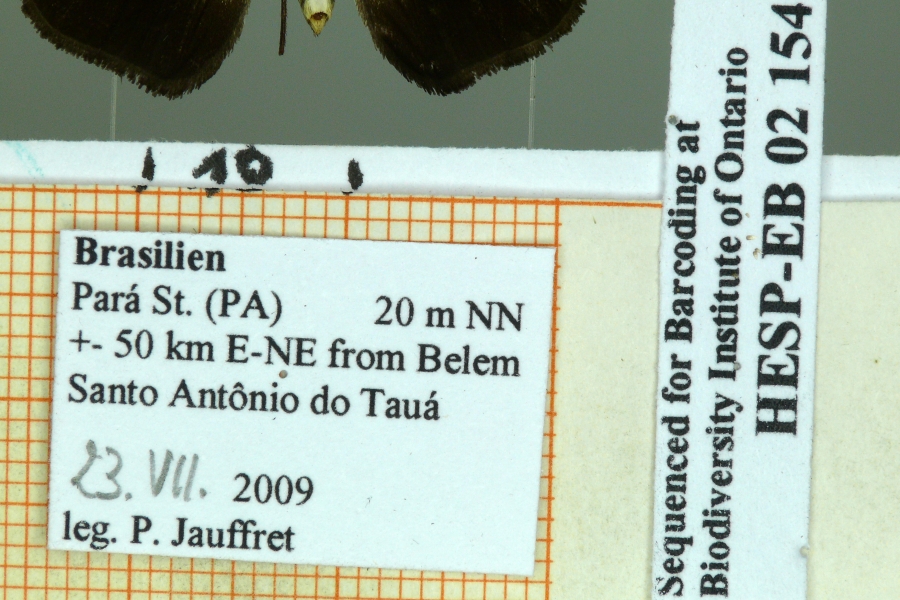 10
Brasilien
Pará St. (PA) 20 m NN
+- 50 km E-NE from Belem
Santo Antônio do Tauá
23. VII. 2009
leg. P. Jauffret
Sequenced for Barcoding at
Biodiversity Institute of Ontario
HESP-EB 02 154